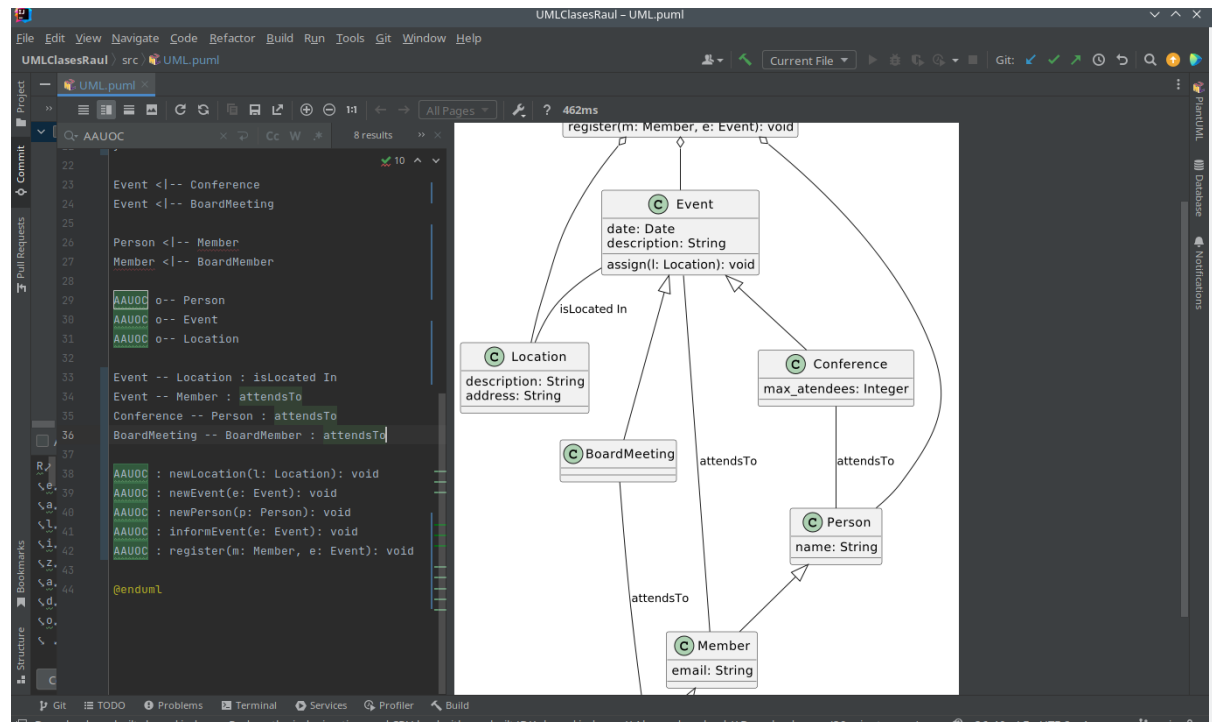 UMLClasesRaul – UML.puml
File Edit View Navigate Code Refactor Build Run Tools Git Window Help
UMLClasesRaul src UML.puml
Current File
Git:
UML.puml
All Pages
1:1
? 462ms
AAUOC
Cc W .*
8 results
10
22
23 Event <|-- Conference
24 Event <|-- BoardMeeting
25
26 Person <|-- Member
27 Member <|-- BoardMember
28
29 AAUOC o-- Person
30 AAUOC o-- Event
31 AAUOC o-- Location
32
33 Event -- Location : isLocated In
34 Event -- Member : attendsTo
35 Conference -- Person : attendsTo
36 BoardMeeting -- BoardMember : attendsTo
37
38 AAUOC : newLocation(l: Location): void
39 AAUOC : newEvent(e: Event): void
40 AAUOC : newPerson(p: Person): void
41 AAUOC : informEvent(e: Event): void
42 AAUOC : register(m: Member, e: Event): void
43
44 @enduml
register(m: Member, e: Event): void
C Event
date: Date
description: String
assign(l: Location): void
isLocated In
C Location
description: String
address: String
C Conference
max_atendees: Integer
C BoardMeeting
attendsTo
attendsTo
C Person
name: String
attendsTo
C Member
email: String
Project
Commit
Pull Requests
Bookmarks
Structure
PlantUML
Database
Notifications
Git TODO Problems Terminal Services Profiler Build